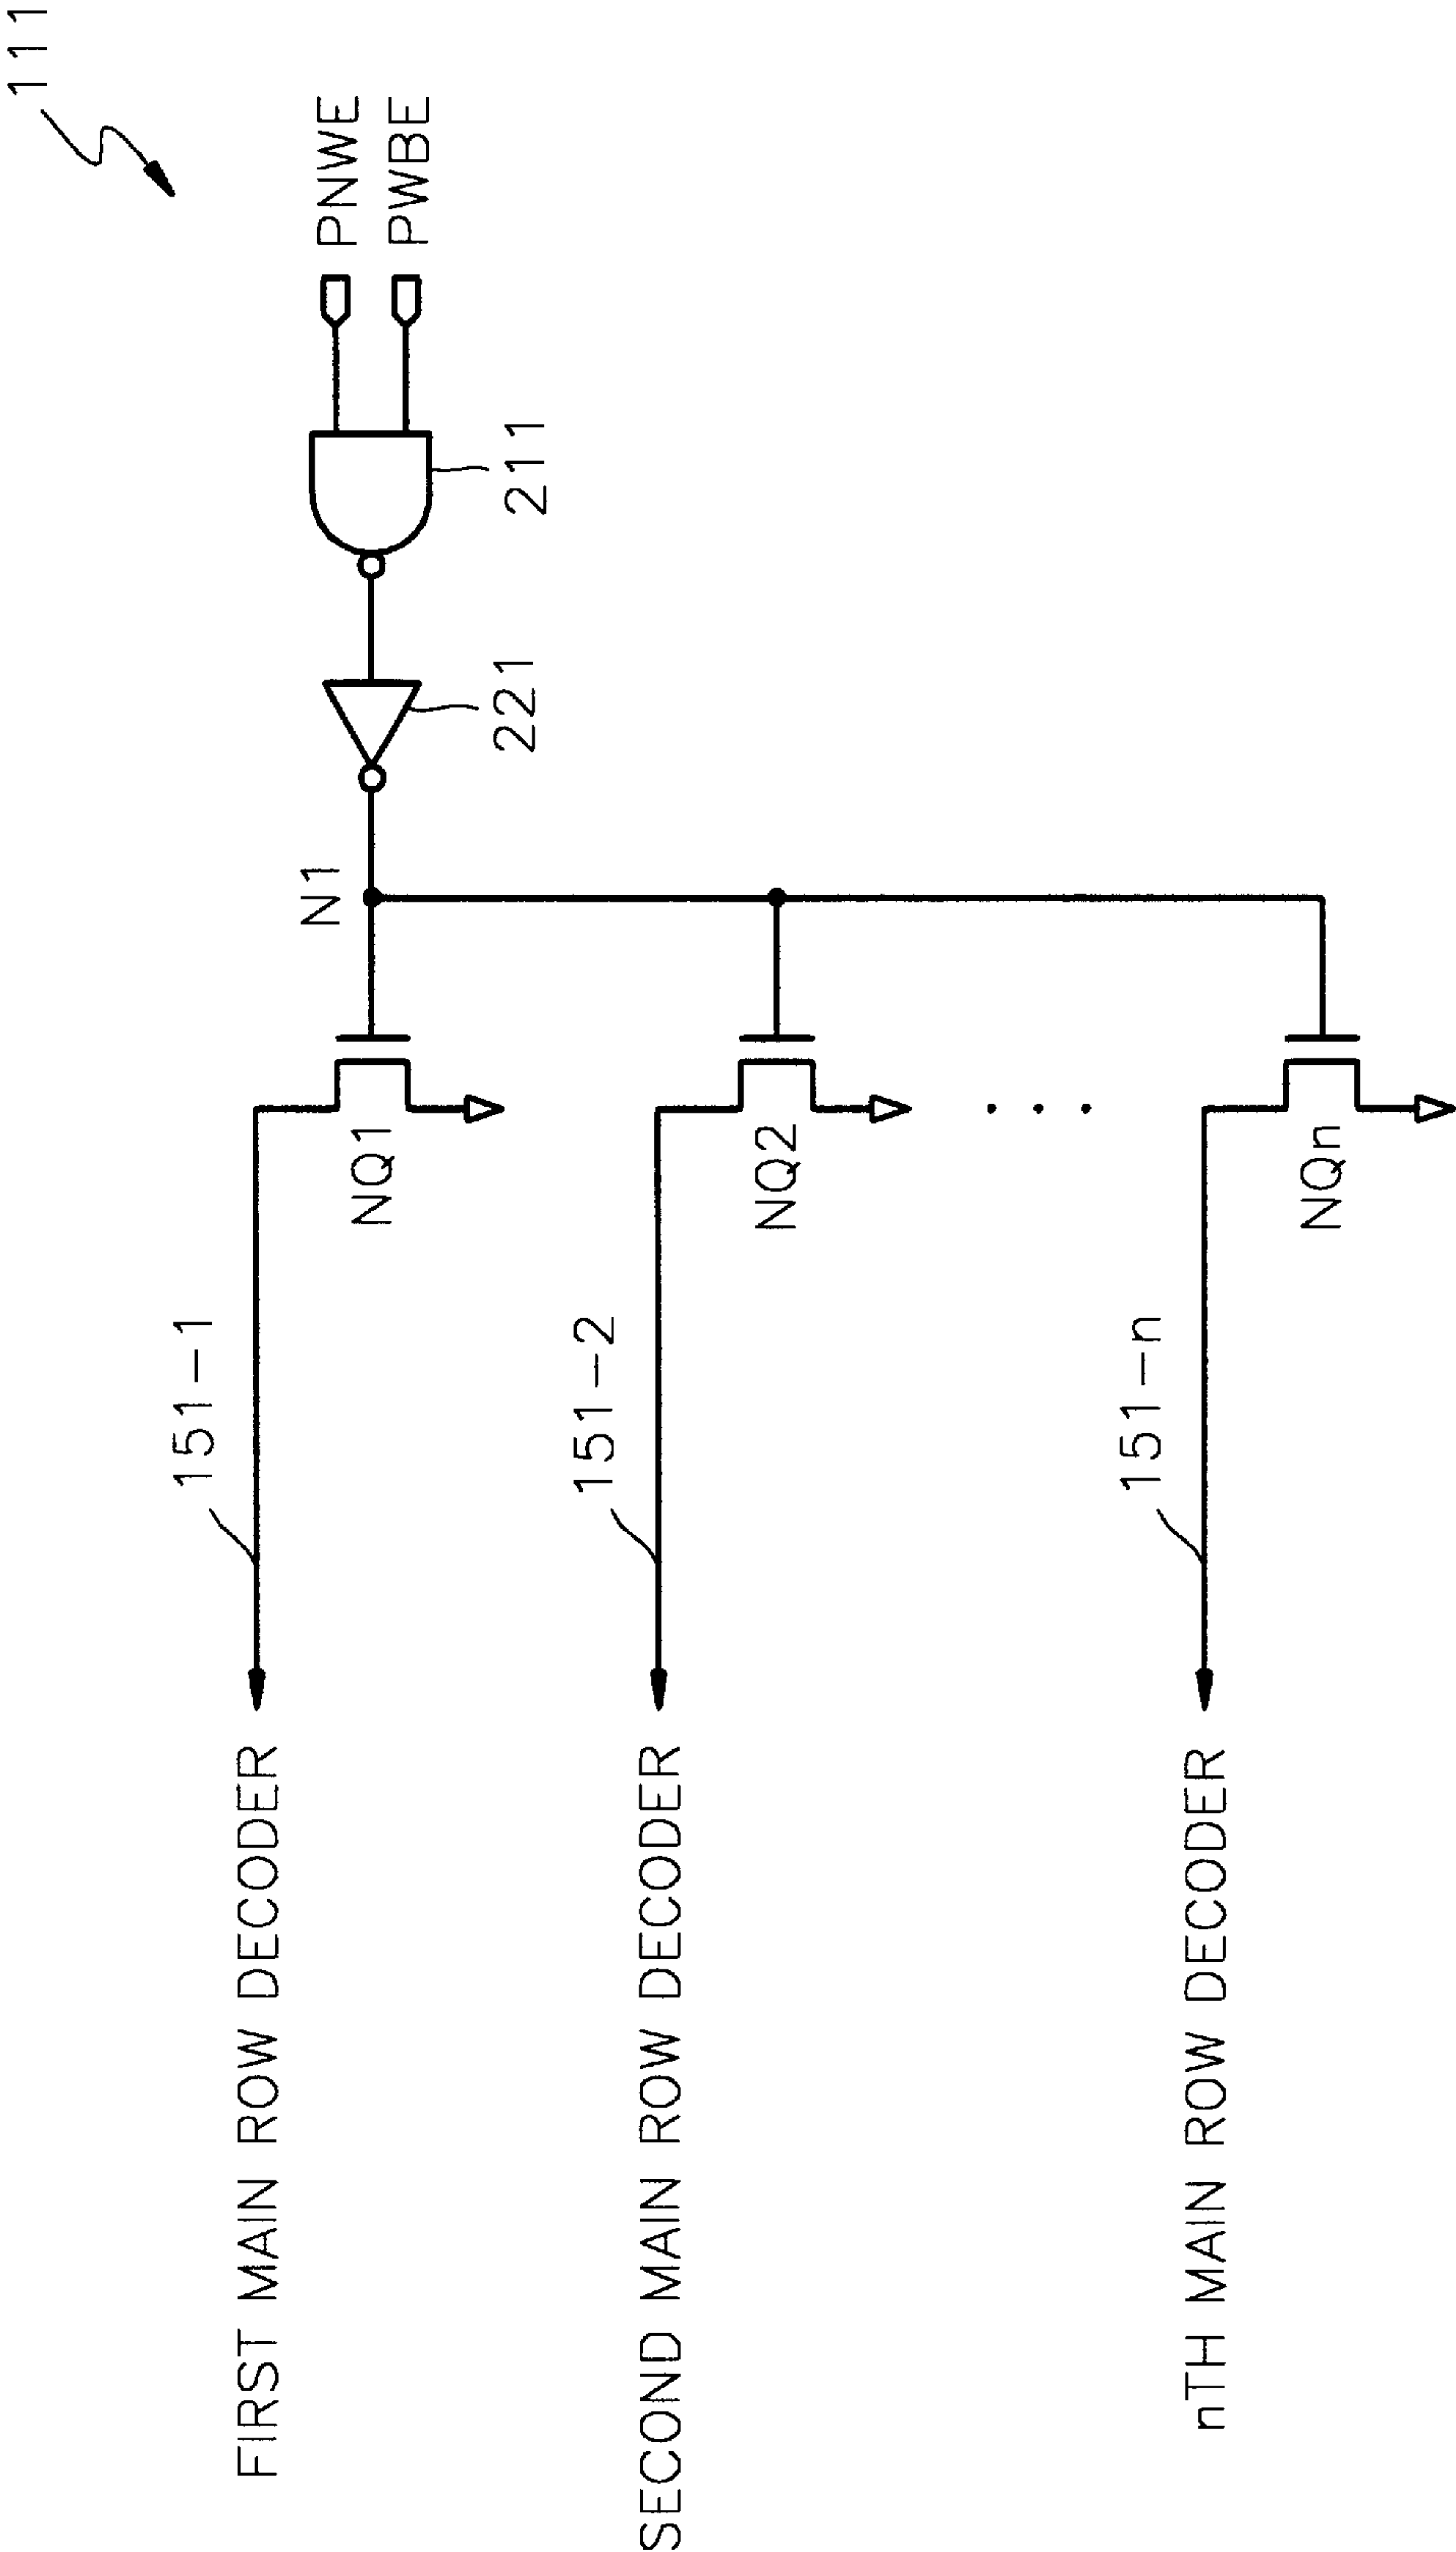 111
PNWE
PWBE
211
221
N1
NQ1
NQ2
NQn
151-1
151-2
151-n
FIRST MAIN ROW DECODER
SECOND MAIN ROW DECODER
nTH MAIN ROW DECODER